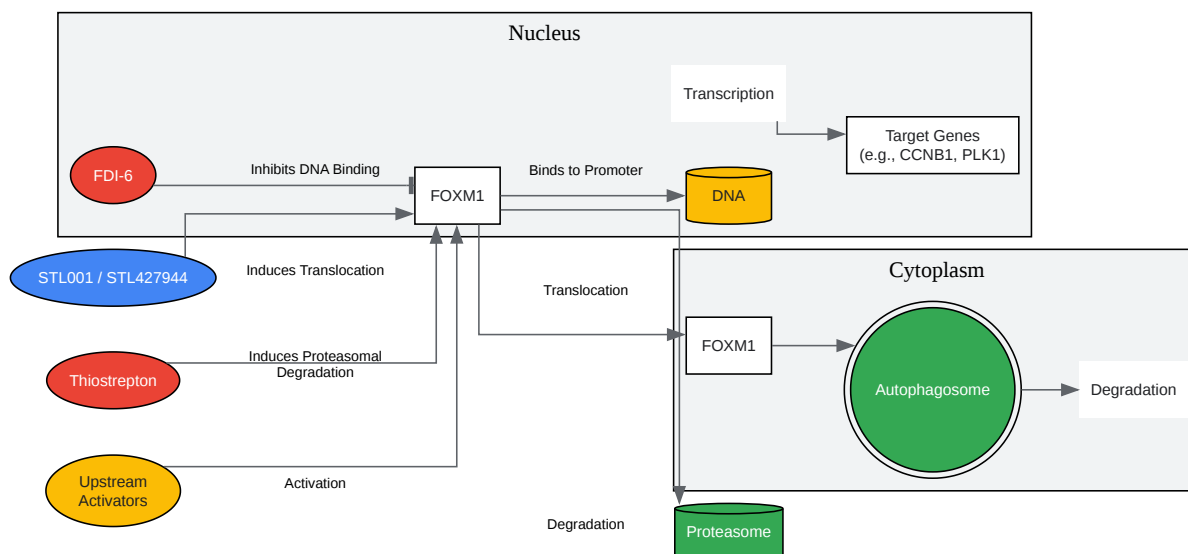 Nucleus
Transcription
Target Genes
(e.g., CCNB1, PLK1)
FDI-6
Inhibits DNA Binding
FOXM1
Binds to Promoter
DNA
STL001 / STL427944
Induces Translocation
Cytoplasm
Translocation
FOXM1
Thiostrepton
Induces Proteasomal
Degradation
Autophagosome
Degradation
Upstream
Activators
Activation
Degradation
Proteasome